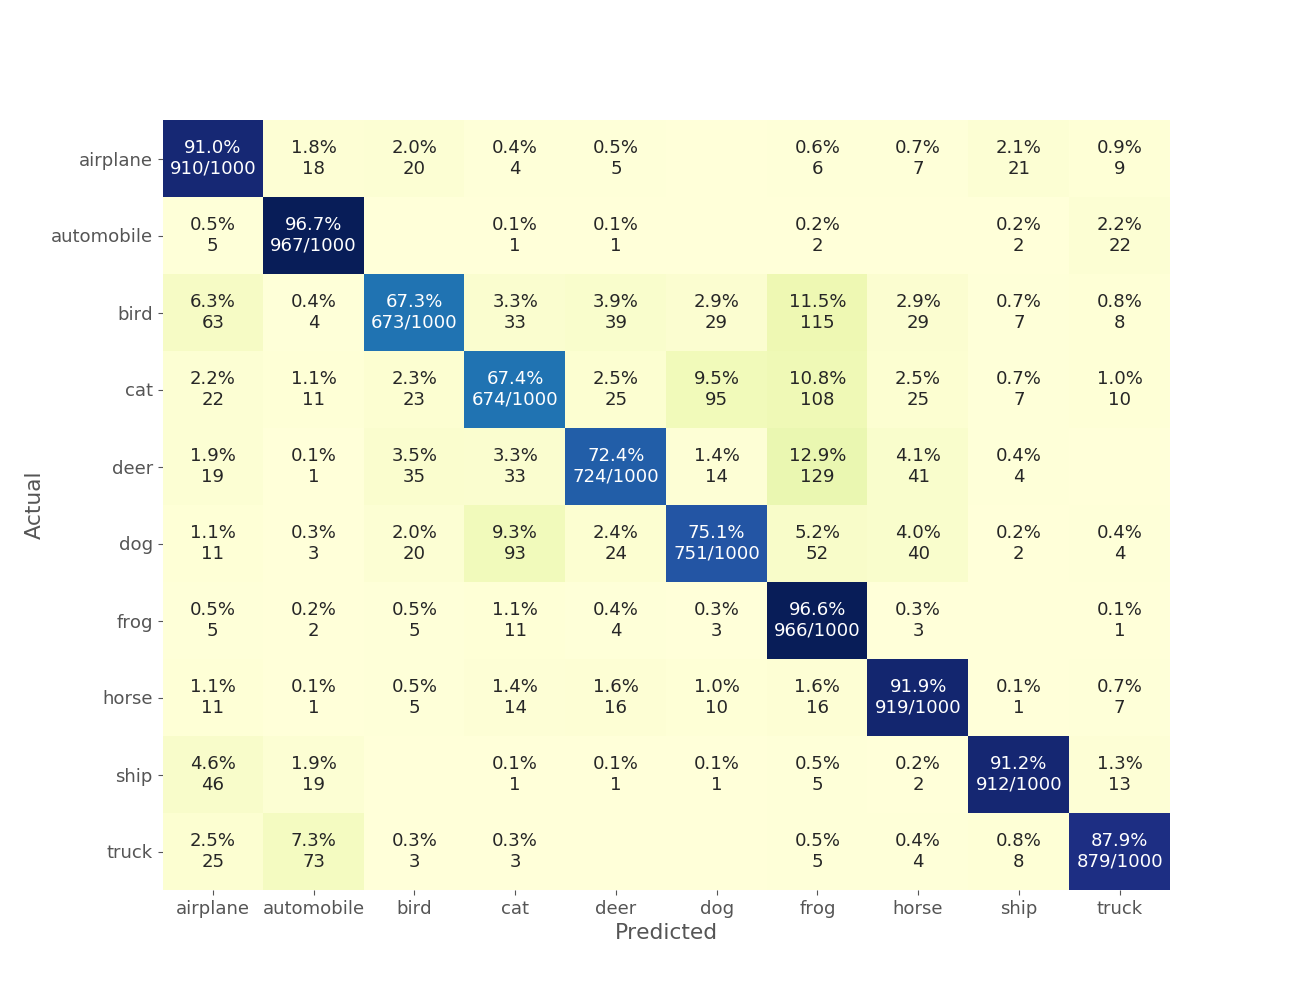 91.0% 1.8% 2.0% 0.4% 0.5% 0.6% 0.7% 2.1% 0.9%
airplane
910/1000 18 20 4 5 6 7 21 9
0.5% 96.7% 0.1% 0.1% 0.2% 0.2% 2.2%
automobile
5 967/1000 1 1 2 2 22
6.3% 0.4% 67.3% 3.3% 3.9% 2.9% 11.5% 2.9% 0.7% 0.8%
bird
63 4 673/1000 33 39 29 115 29 7 8
2.2% 1.1% 2.3% 67.4% 2.5% 9.5% 10.8% 2.5% 0.7% 1.0%
cat
22 11 23 674/1000 25 95 108 25 7 10
1.9% 0.1% 3.5% 3.3% 72.4% 1.4% 12.9% 4.1% 0.4%
deer
19 1 35 33 724/1000 14 129 41 4
Actual
1.1% 0.3% 2.0% 9.3% 2.4% 75.1% 5.2% 4.0% 0.2% 0.4%
dog
11 3 20 93 24 751/1000 52 40 2 4
0.5% 0.2% 0.5% 1.1% 0.4% 0.3% 96.6% 0.3% 0.1%
frog
5 2 5 11 4 3 966/1000 3 1
1.1% 0.1% 0.5% 1.4% 1.6% 1.0% 1.6% 91.9% 0.1% 0.7%
horse
11 1 5 14 16 10 16 919/1000 1 7
4.6% 1.9% 0.1% 0.1% 0.1% 0.5% 0.2% 91.2% 1.3%
ship
46 19 1 1 1 5 2 912/1000 13
2.5% 7.3% 0.3% 0.3% 0.5% 0.4% 0.8% 87.9%
truck
25 73 3 3 5 4 8 879/1000
airplane automobile bird cat deer dog frog horse ship truck
Predicted